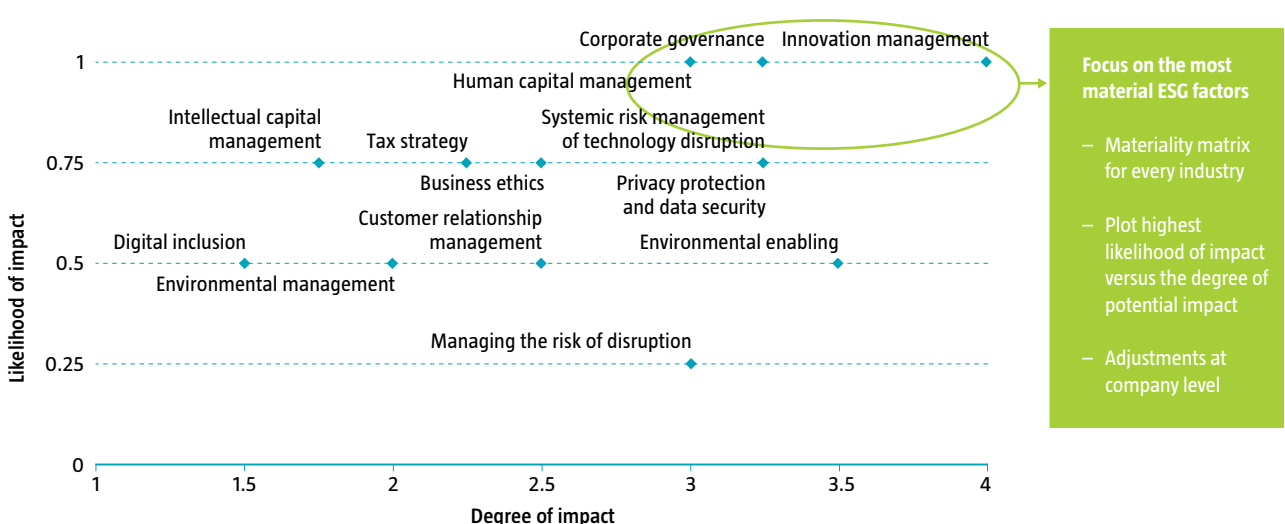 Corporate governance
Innovation management
1
Human capital management
Intellectual capital
management
Tax strategy
Systemic risk management
of technology disruption
0.75
Business ethics
Privacy protection
and data security
Customer relationship
management
Digital inclusion
Environmental enabling
0.5
Environmental management
Managing the risk of disruption
0.25
0
1
1.5
2
2.5
3
3.5
4
Likelihood of impact
Degree of impact
Focus on the most
material ESG factors
– Materiality matrix
for every industry
– Plot highest
likelihood of impact
versus the degree of
potential impact
– Adjustments at
company level